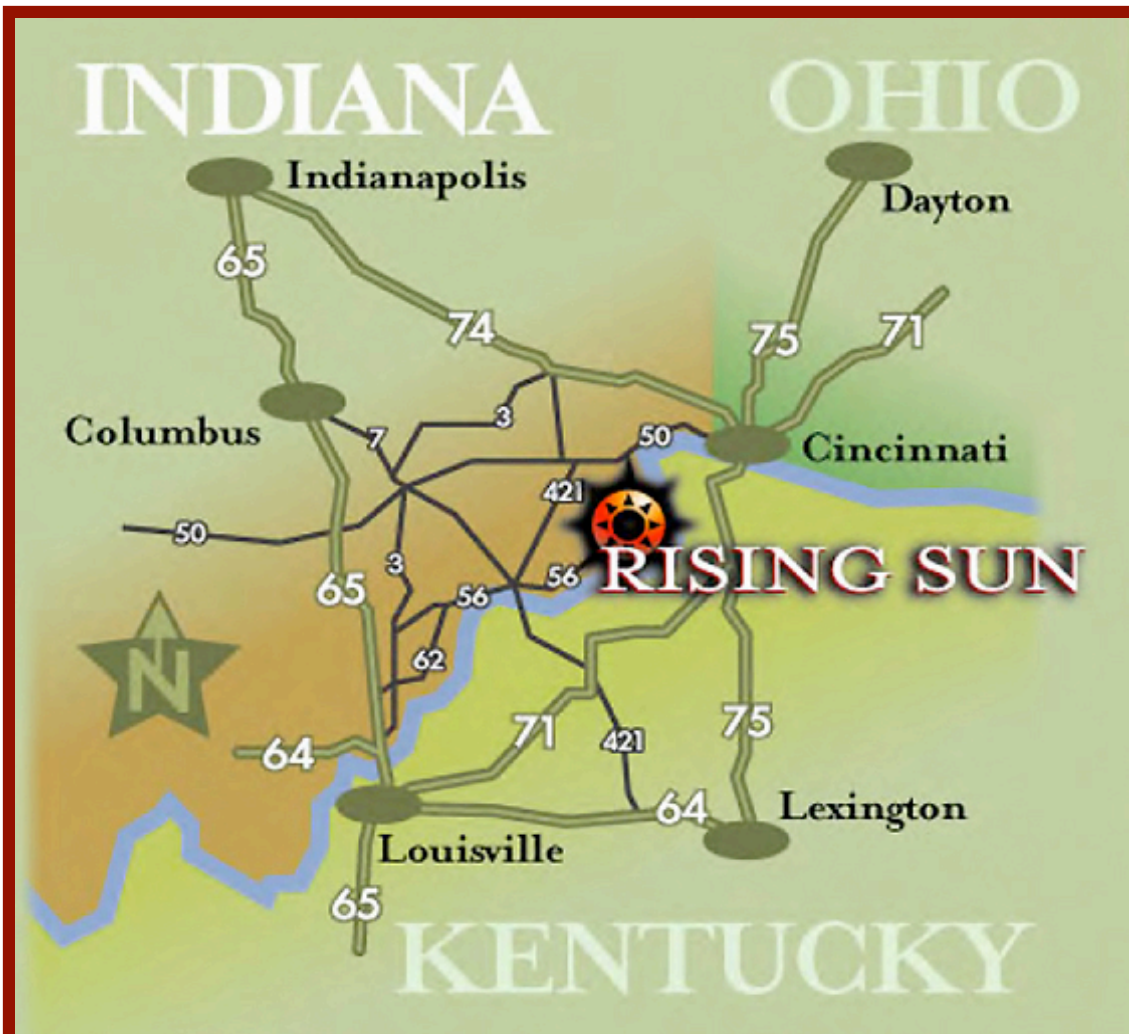 INDIANA
OHIO
Indianapolis
Dayton
65
74
75
71
3
Columbus
7
50
Cincinnati
421
50
3
56
RISING SUN
65
56
62
N
71
75
421
64
64
Lexington
Louisville
65
KENTUCKY